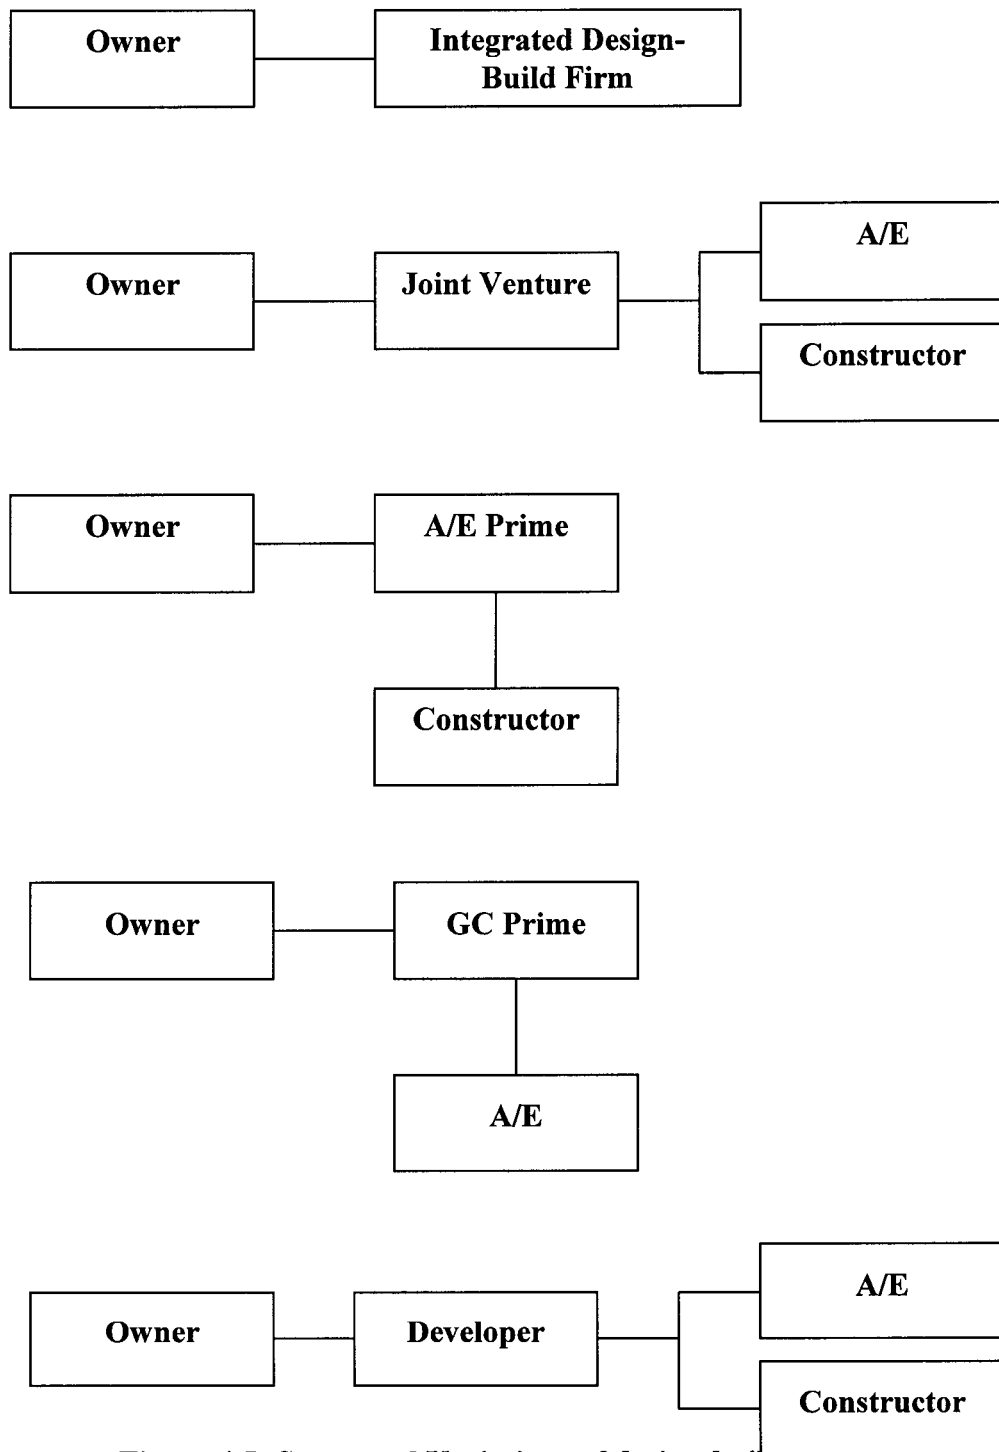 Owner
Integrated Design-
Build Firm
A/E
Owner
Joint Venture
Constructor
Owner
A/E Prime
Constructor
Owner
GC Prime
A/E
A/E
Owner
Developer
Constructor